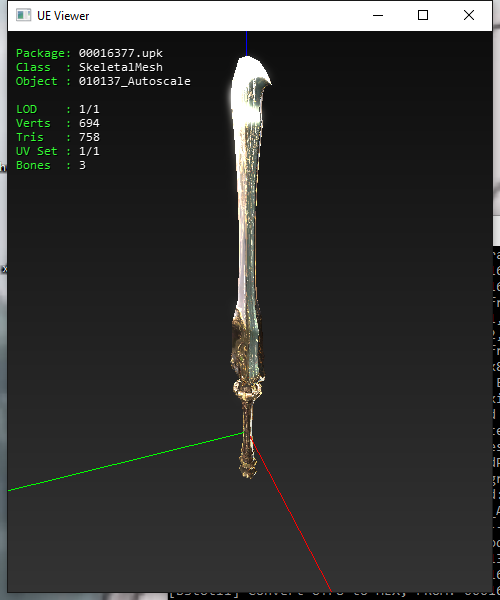 UE Viewer
Package: 00016377.upk
Class  : SkeletalMesh
Object : 010137_Autoscale
LOD    : 1/1
Verts  : 694
Tris   : 758
UV Set : 1/1
Bones  : 3